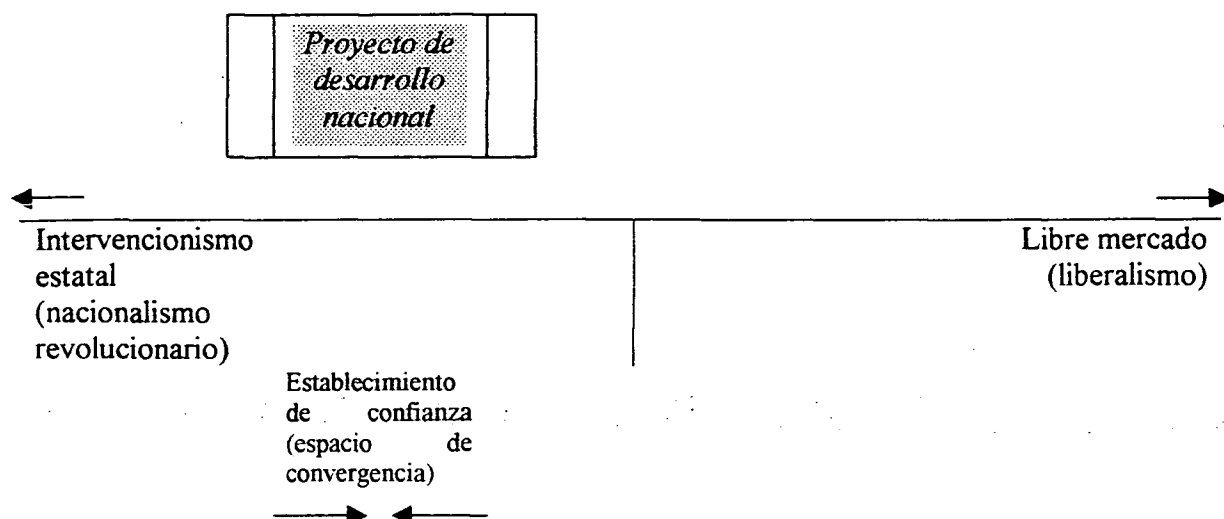 Proyecto de
desarrollo
nacional
Intervencionismo
estatal
(nacionalismo
revolucionario)
Libre mercado
(liberalismo)
Establecimiento
de confianza
(espacio de
convergencia)